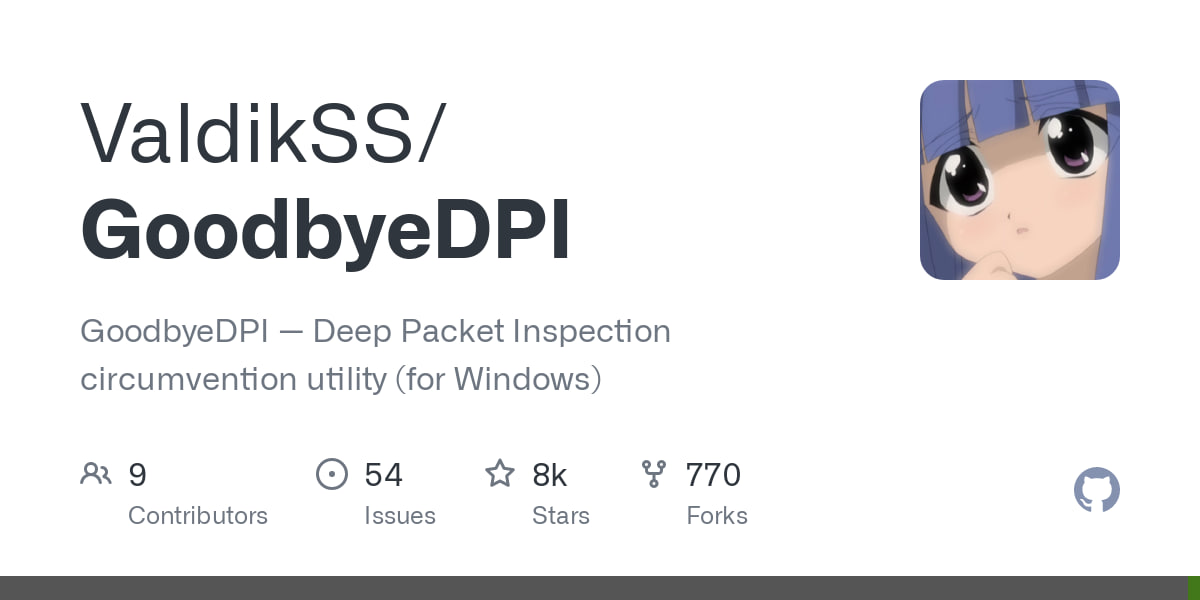 ValdikSS/
GoodbyeDPI
GoodbyeDPI — Deep Packet Inspection
circumvention utility (for Windows)
9 54 8k 770
Contributors Issues Stars Forks